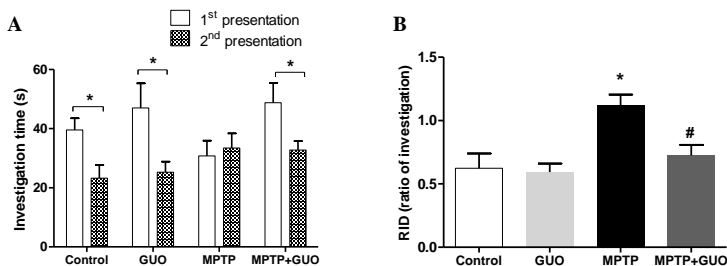 A
1st presentation
2nd presentation
Investigation time (s)
60
40
20
0
* * *
Control GUO MPTP MPTP+GUO
B
RID (ratio of investigation)
1.5
1.0
0.5
0.0
*
#
Control GUO MPTP MPTP+GUO